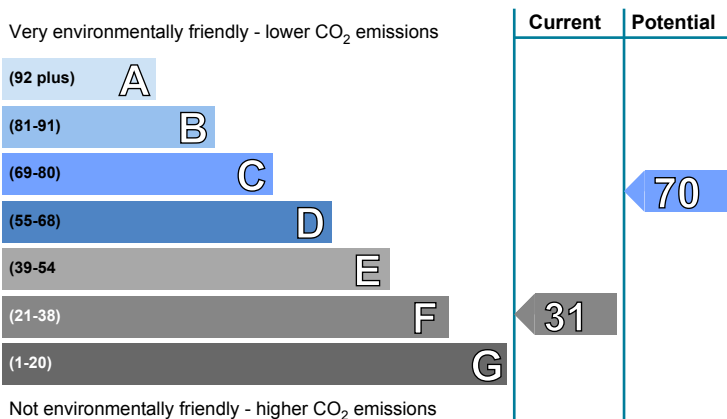 Very environmentally friendly - lower CO2 emissions
Current
Potential
(92 plus) A
(81-91) B
(69-80) C
70
(55-68) D
(39-54 E
(21-38) F
31
(1-20) G
Not environmentally friendly - higher CO2 emissions